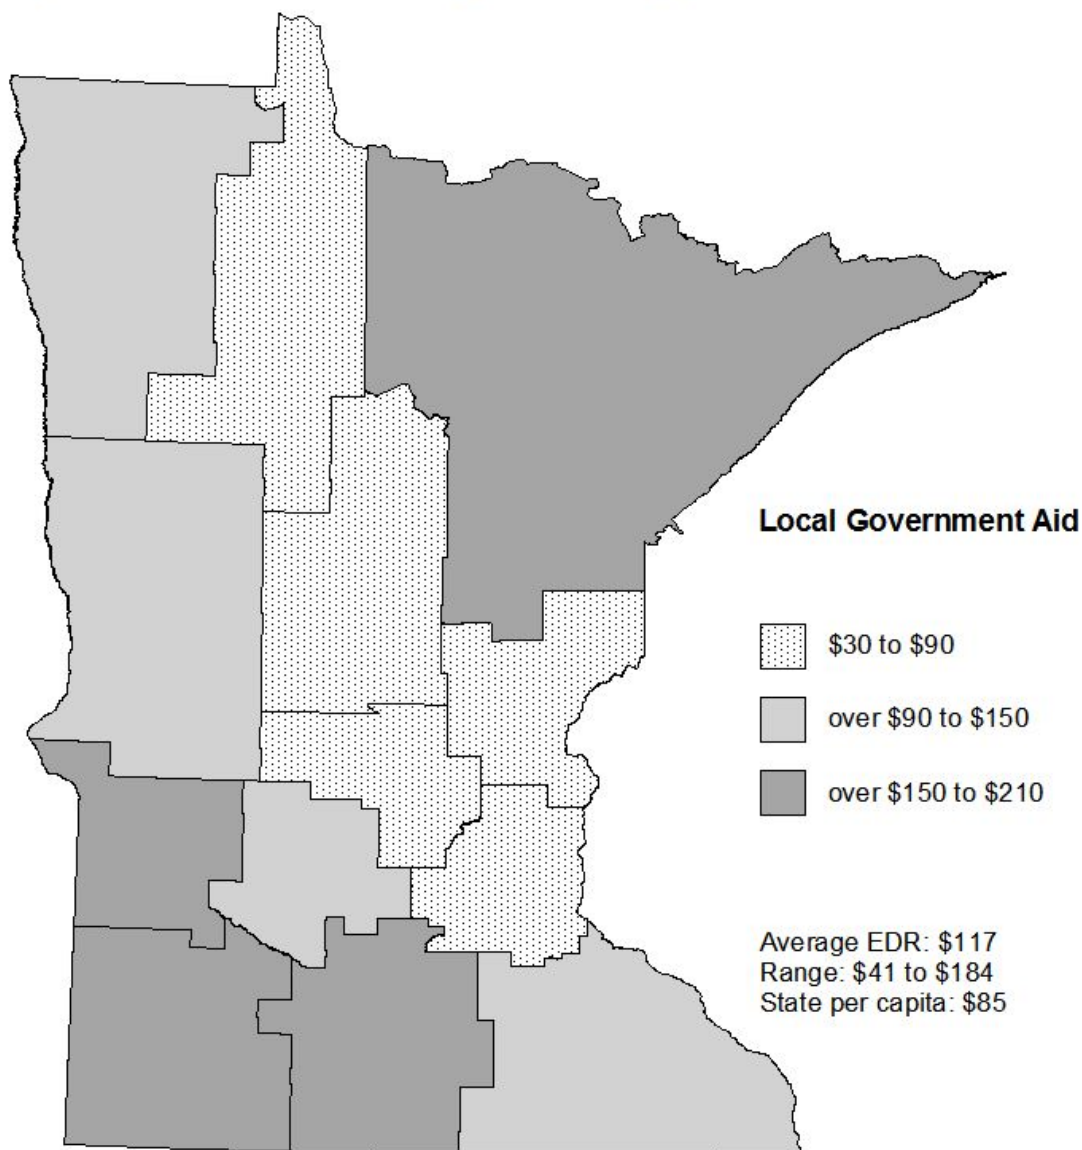 Local Government Aid
$30 to $90
over $90 to $150
over $150 to $210
Average EDR: $117
Range: $41 to $184
State per capita: $85